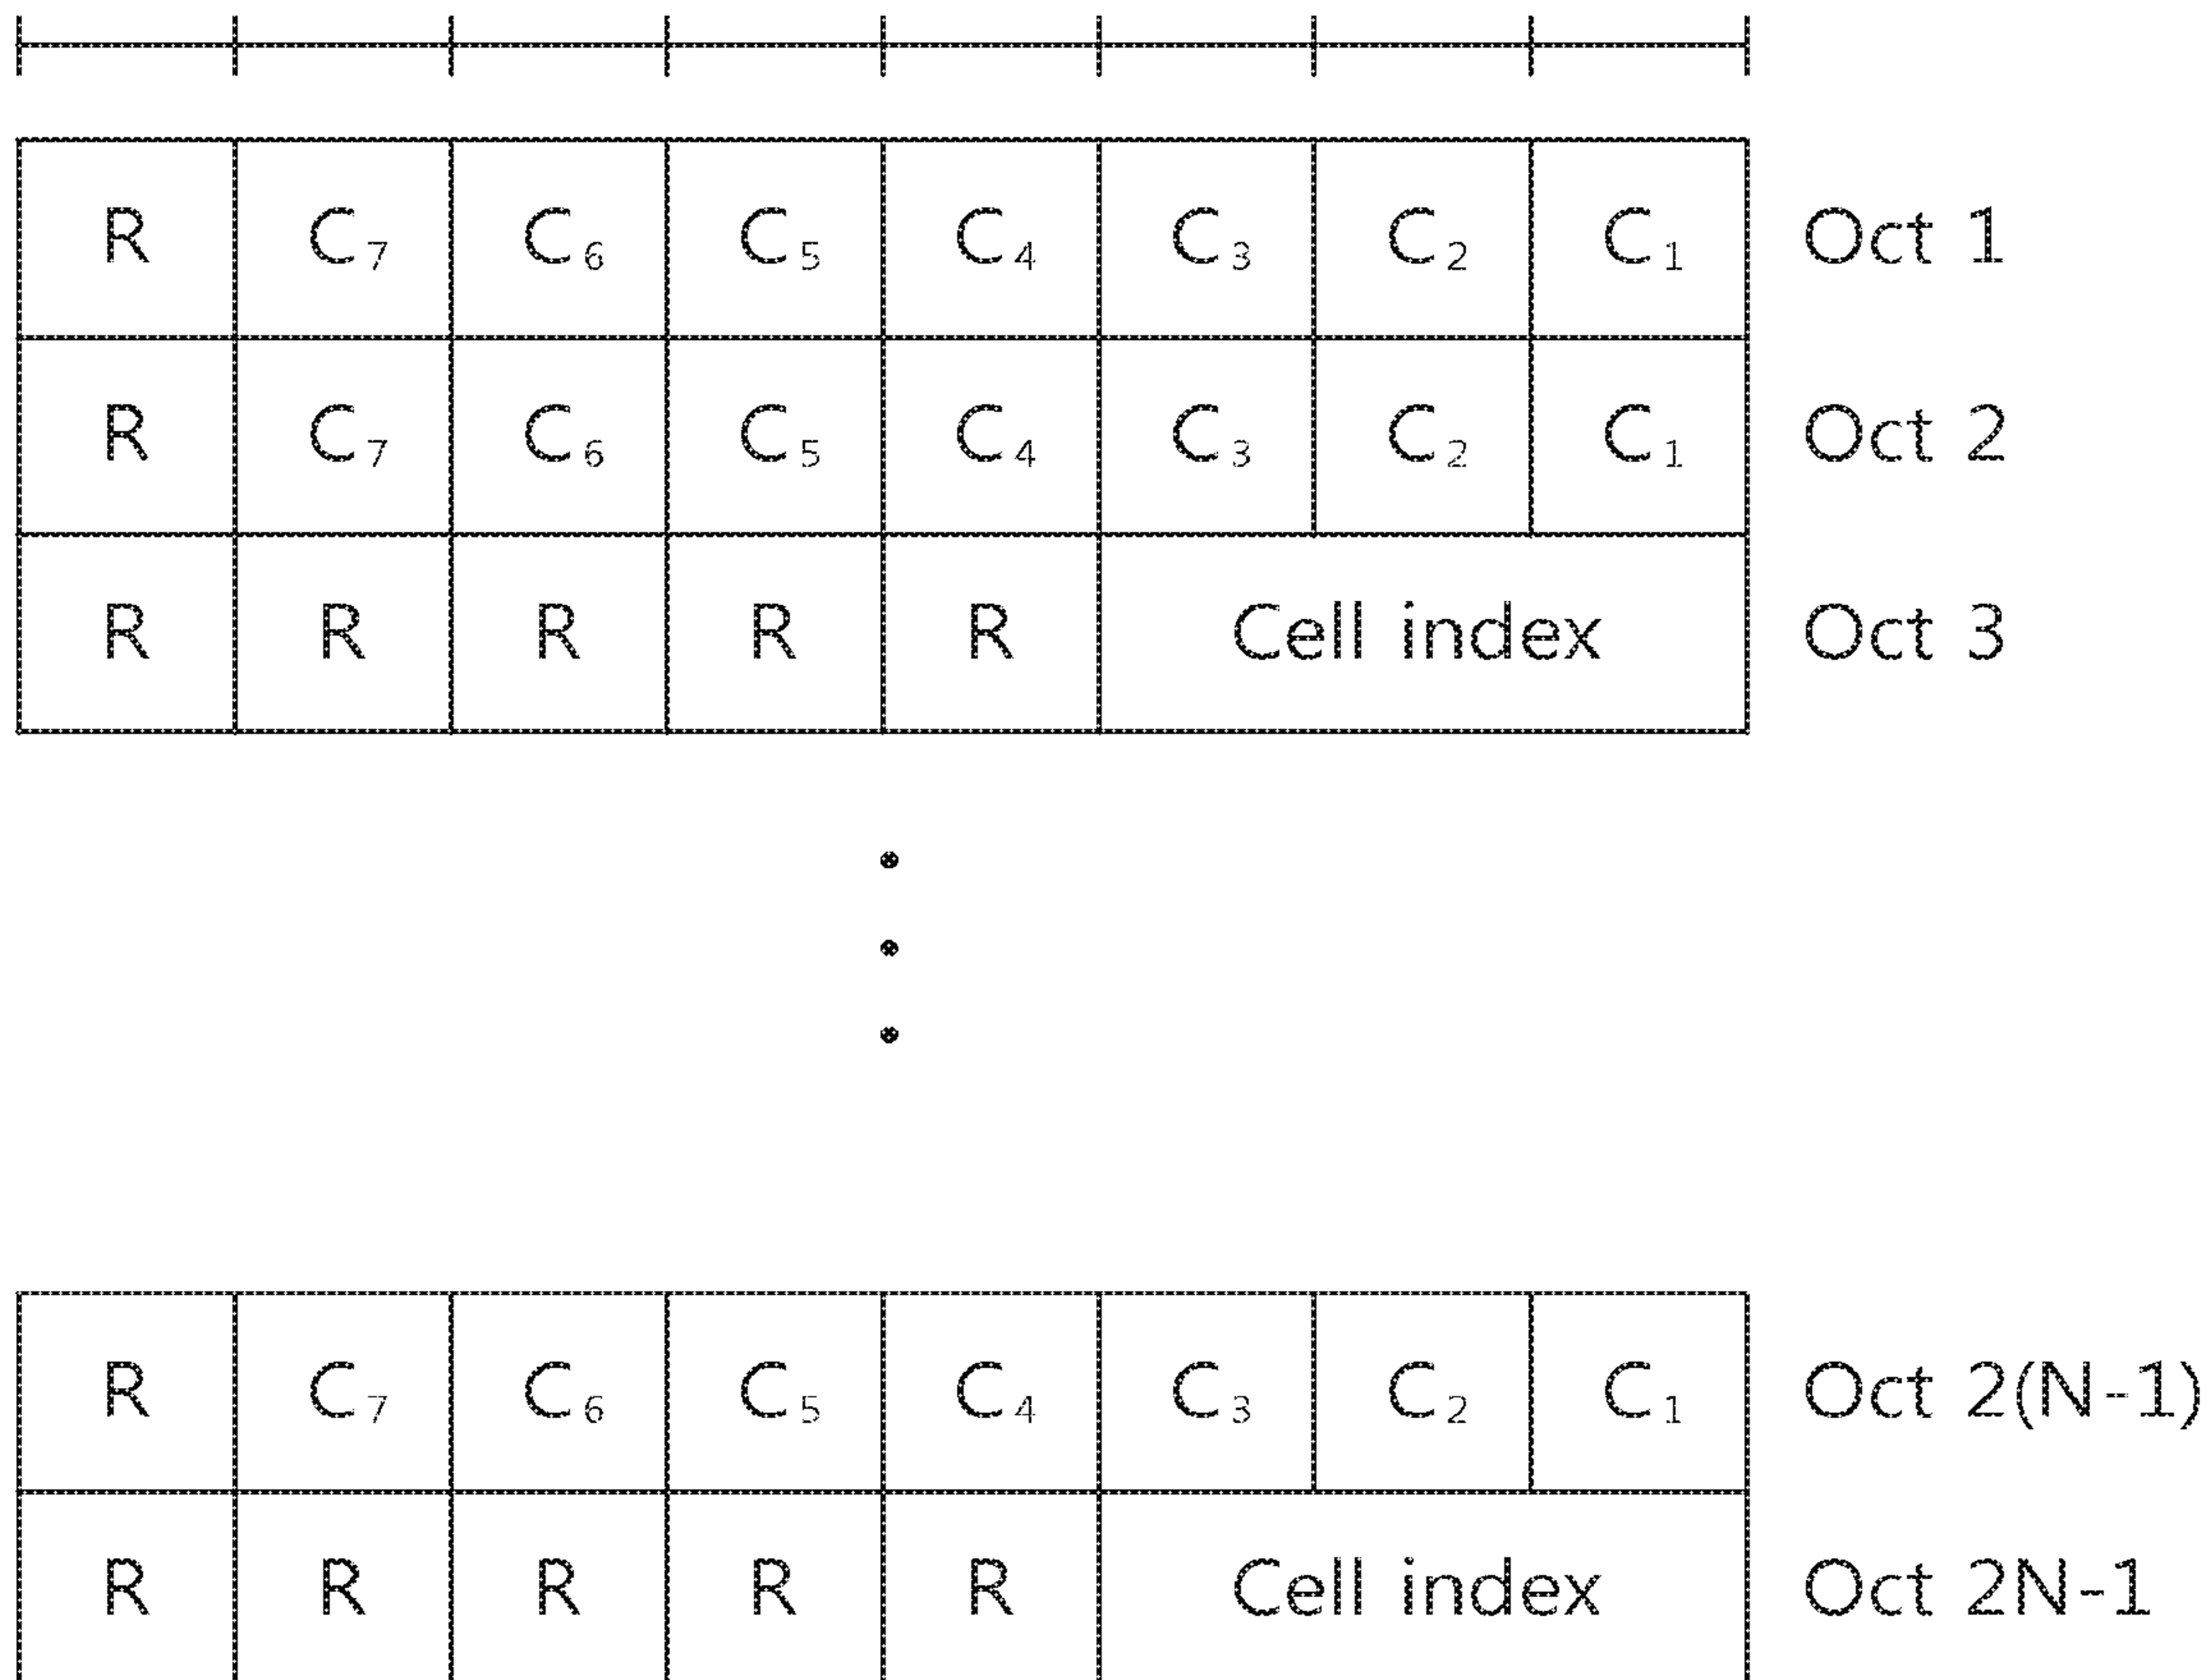 R C₇ C₆ C₅ C₄ C₃ C₂ C₁ Oct 1
R C₇ C₆ C₅ C₄ C₃ C₂ C₁ Oct 2
R R R R R Cell index Oct 3
R C₇ C₆ C₅ C₄ C₃ C₂ C₁ Oct 2(N-1)
R R R R R Cell index Oct 2N-1